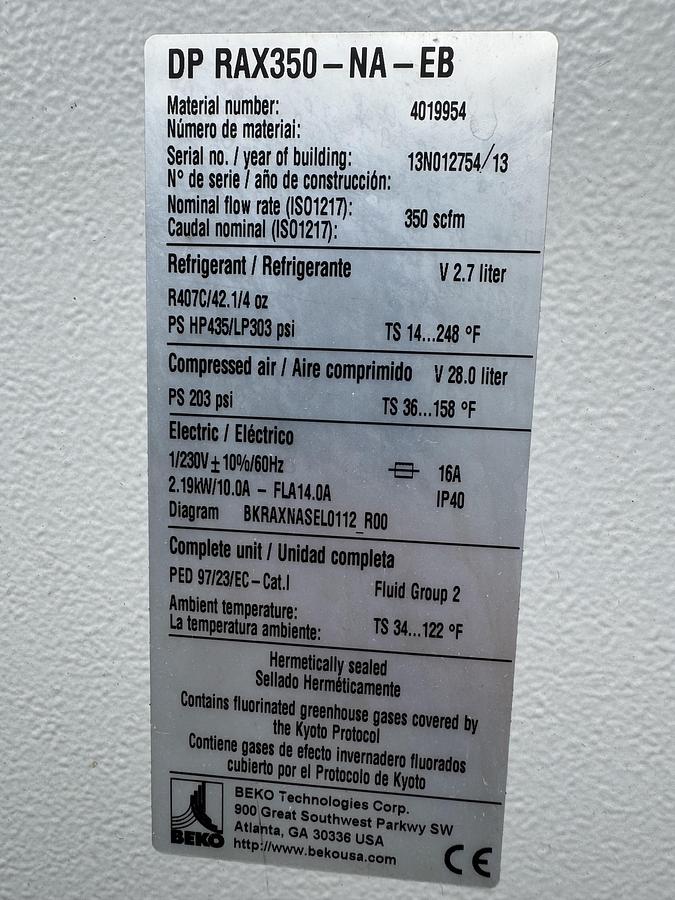 DP RAX350 – NA – EB
Material number: 4019954
Número de material:
Serial no. / year of building: 13N012754/13
N° de serie / año de construcción:
Nominal flow rate (ISO1217): 350 scfm
Caudal nominal (ISO1217):
Refrigerant / Refrigerante V 2.7 liter
R407C/42.1/4 oz
PS HP435/LP303 psi TS 14...248 °F
Compressed air / Aire comprimido V 28.0 liter
PS 203 psi TS 36...158 °F
Electric / Eléctrico
1/230V ± 10%/60Hz 16A
2.19kW/10.0A – FLA14.0A IP40
Diagram BKRAXNASEL0112_R00
Complete unit / Unidad completa
PED 97/23/EC – Cat.I Fluid Group 2
Ambient temperature:
La temperatura ambiente: TS 34...122 °F
Hermetically sealed
Sellado Herméticamente
Contains fluorinated greenhouse gases covered by
the Kyoto Protocol
Contiene gases de efecto invernadero fluorados
cubierto por el Protocolo de Kyoto
BEKO
BEKO Technologies Corp.
900 Great Southwest Parkwy SW
Atlanta, GA 30336 USA
http://www.bekousa.com
CE